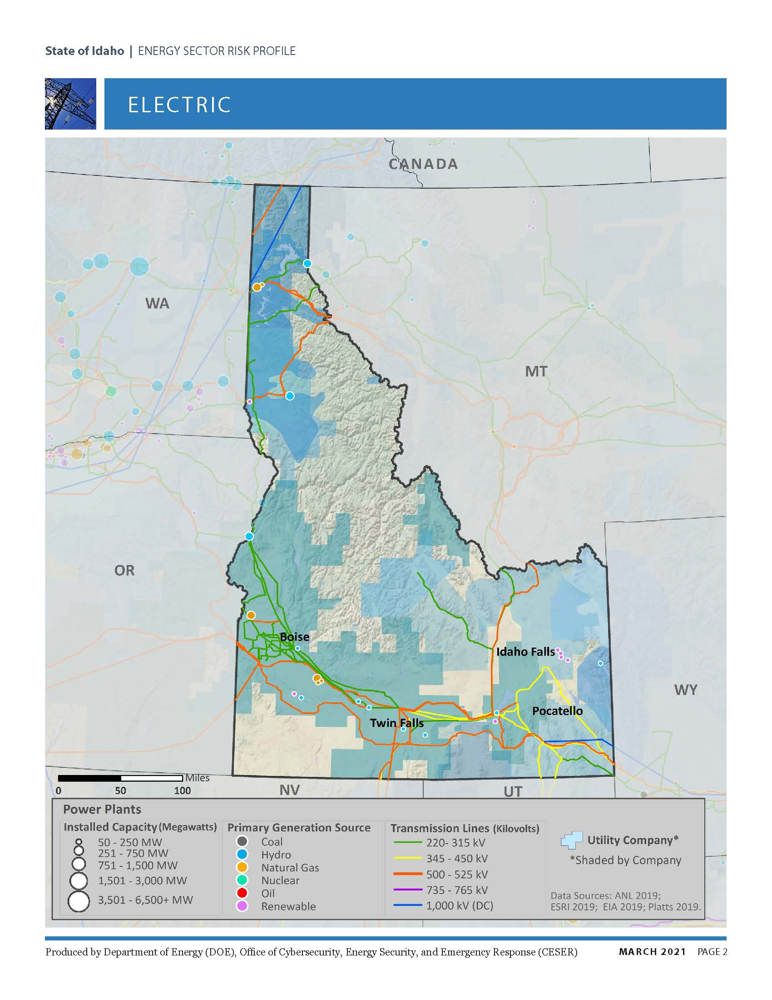 State of Idaho | ENERGY SECTOR RISK PROFILE
ELECTRIC
CANADA
WA
MT
OR
Boise
Idaho Falls
WY
Pocatello
Twin Falls
Miles
0 50 100
NV
UT
Power Plants
Installed Capacity (Megawatts)
50 - 250 MW
251 - 750 MW
751 - 1,500 MW
1,501 - 3,000 MW
3,501 - 6,500+ MW
Primary Generation Source
Coal
Hydro
Natural Gas
Nuclear
Oil
Renewable
Transmission Lines (Kilovolts)
220- 315 kV
345 - 450 kV
500 - 525 kV
735 - 765 kV
1,000 kV (DC)
Utility Company*
*Shaded by Company
Data Sources: ANL 2019;
ESRI 2019; EIA 2019; Platts 2019.
Produced by Department of Energy (DOE), Office of Cybersecurity, Energy Security, and Emergency Response (CESER) MARCH 2021 PAGE 2